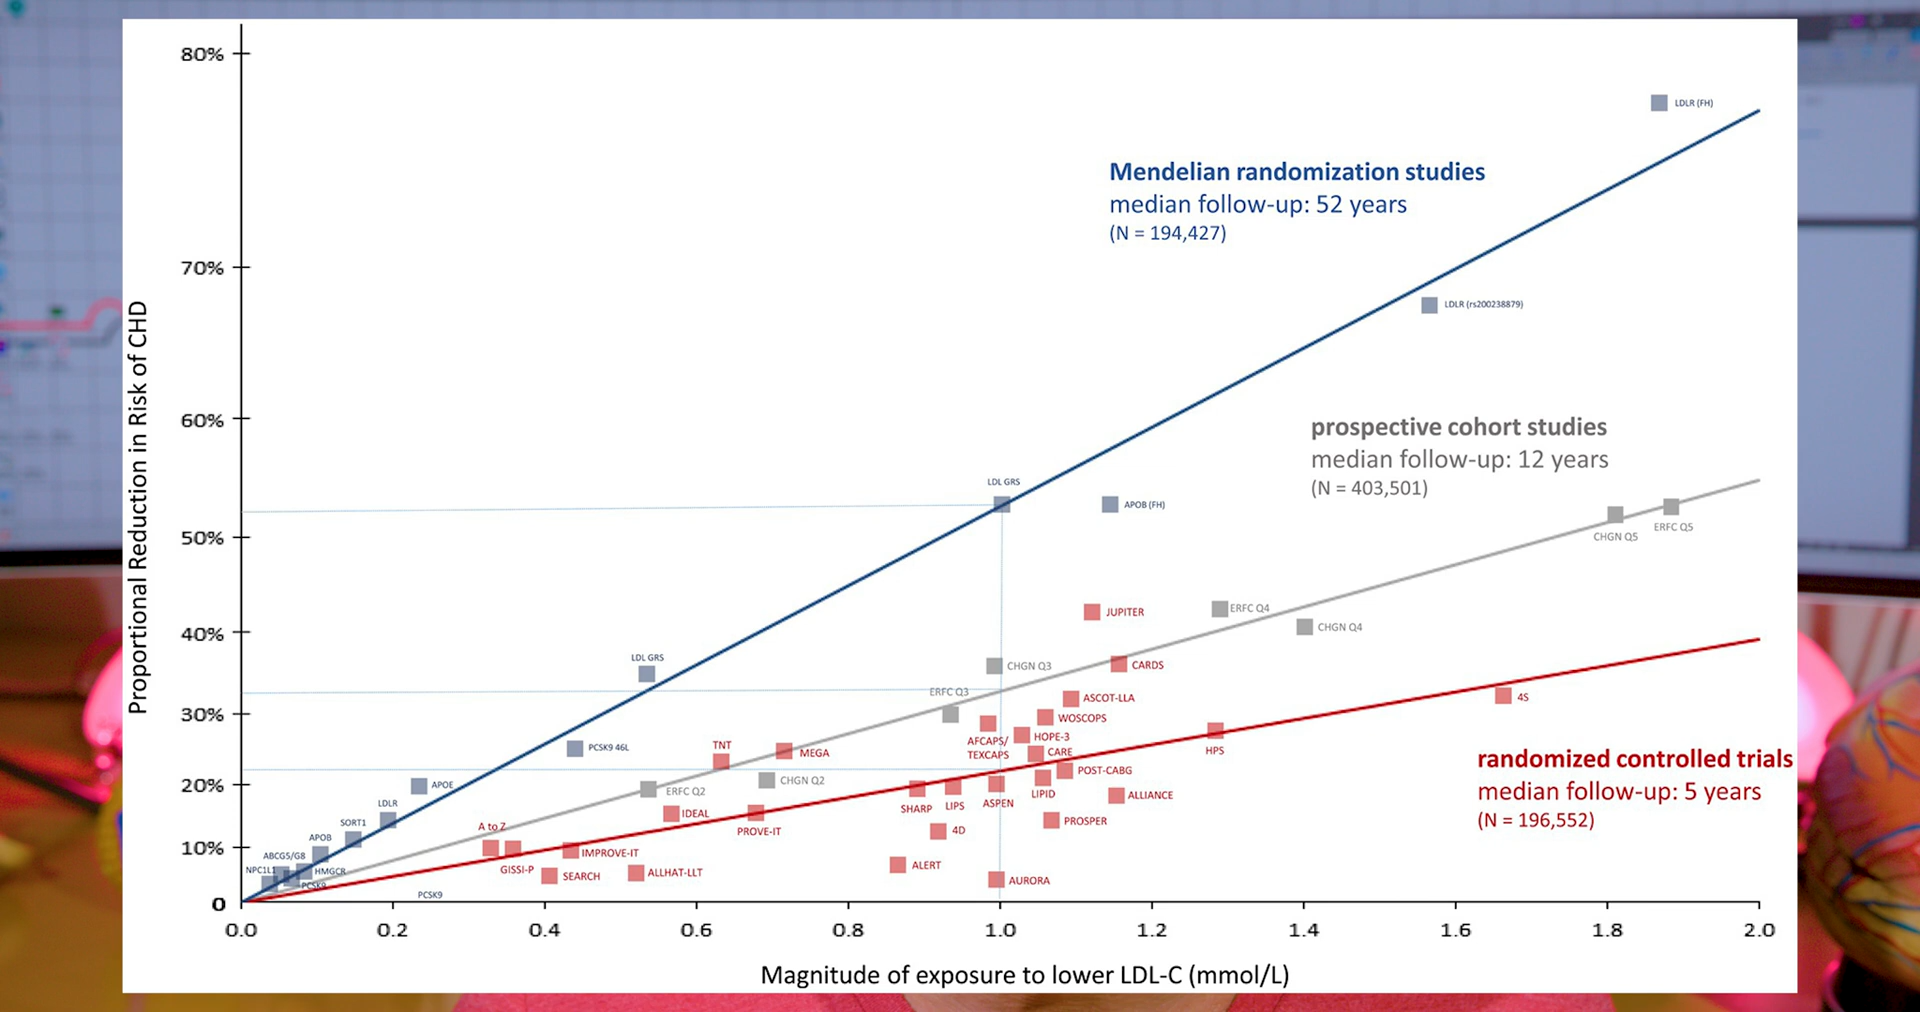 80%
70%
60%
50%
40%
30%
20%
10%
0
0.0
0.2
0.4
0.6
0.8
1.0
1.2
1.4
1.6
1.8
2.0
Proportional Reduction in Risk of CHD
Magnitude of exposure to lower LDL-C (mmol/L)
Mendelian randomization studies
median follow-up: 52 years
(N = 194,427)
prospective cohort studies
median follow-up: 12 years
(N = 403,501)
randomized controlled trials
median follow-up: 5 years
(N = 196,552)
LDLR (FH)
LDLR (rs200238879)
LDL GRS
APOB (FH)
CHGN Q5
ERFC Q5
JUPITER
ERFC Q4
CHGN Q4
LDL GRS
CHGN Q3
CARDS
ERFC Q3
ASCOT-LLA
4S
WOSCOPS
AFCAPS/
TEXCAPS
HOPE-3
CARE
HPS
PCSK9 46L
TNT
MEGA
POST-CABG
APOE
ERFC Q2
CHGN Q2
SHARP
LIPS
ASPEN
LIPID
ALLIANCE
LDLR
IDEAL
PROVE-IT
PROSPER
SORT1
A to Z
4D
APOB
ABCG5/G8
IMPROVE-IT
NPC1L1
HMGCR
GISSI-P
SEARCH
ALLHAT-LLT
ALERT
AURORA
PCSK9
PCSK9